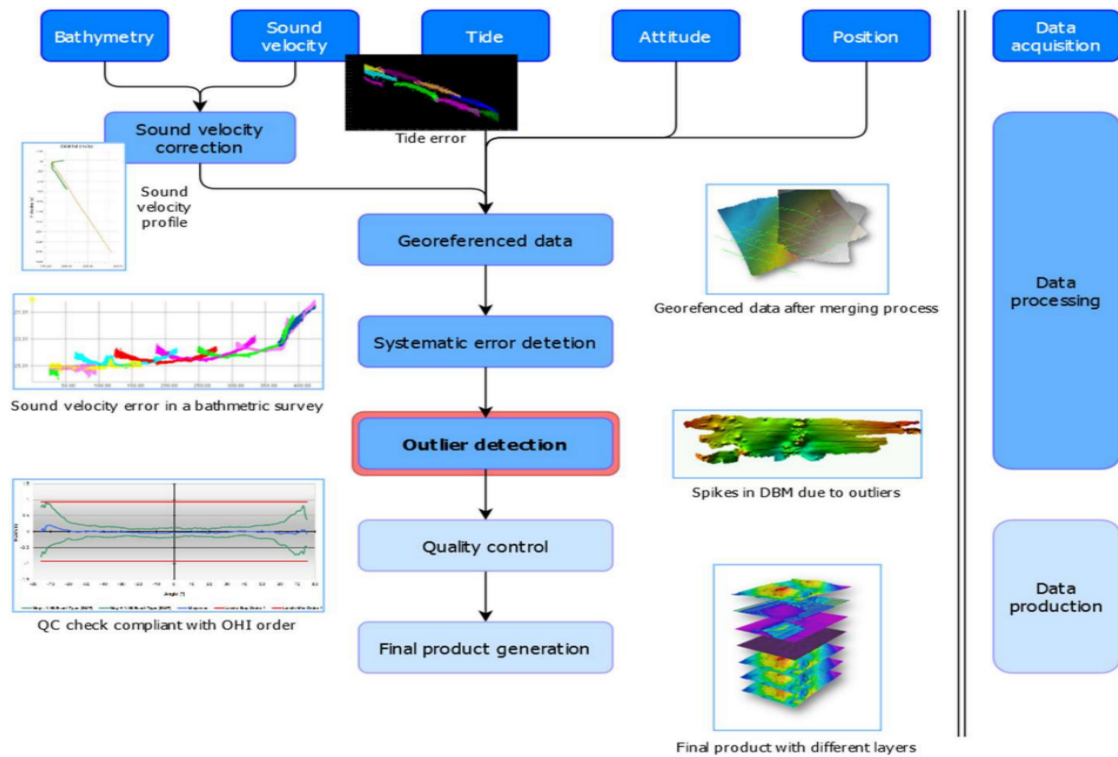 Bathymetry
Sound
velocity
Tide
Attitude
Position
Data
acquisition
Sound velocity
correction
Tide error
Sound
velocity
profile
Georeferenced data
Georefenced data after merging process
Data
processing
Systematic error detetion
Sound velocity error in a bathmetric survey
Outlier detection
Spikes in DBM due to outliers
Quality control
Data
production
QC check compliant with OHI order
Final product generation
Final product with different layers